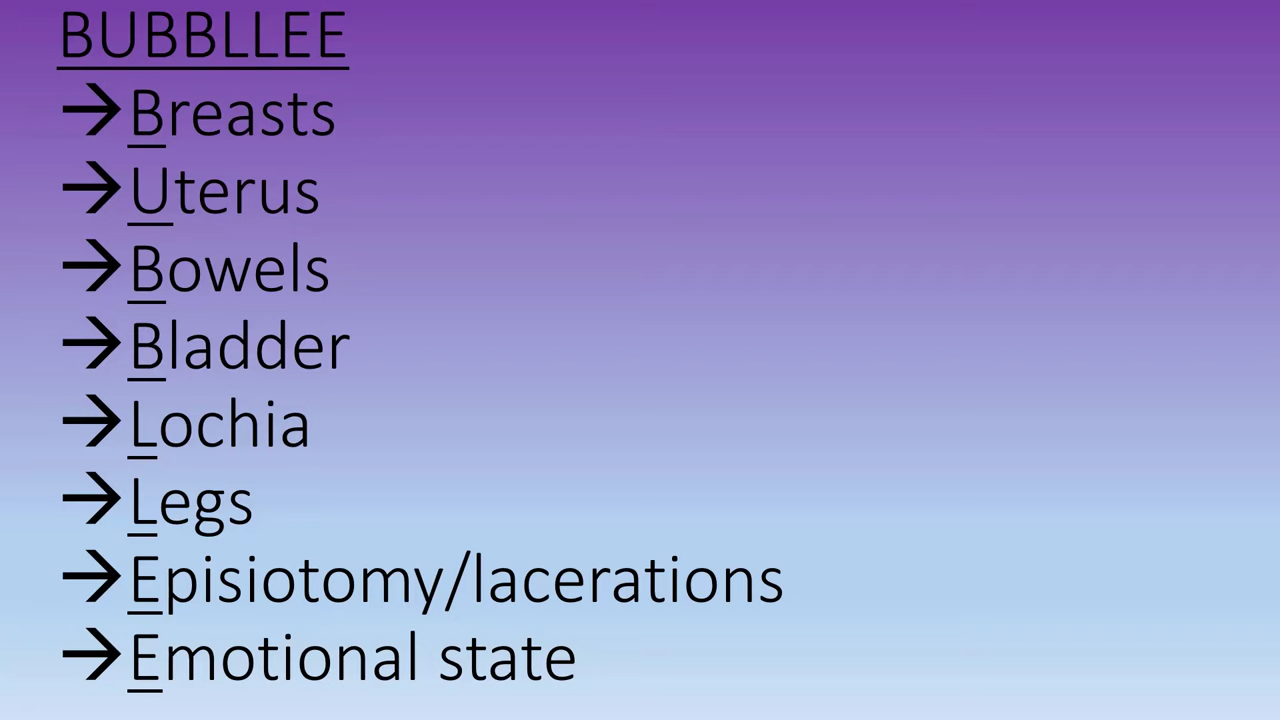 BUBBLLEE
→Breasts
→Uterus
→Bowels
→Bladder
→Lochia
→Legs
→Episiotomy/lacerations
→Emotional state